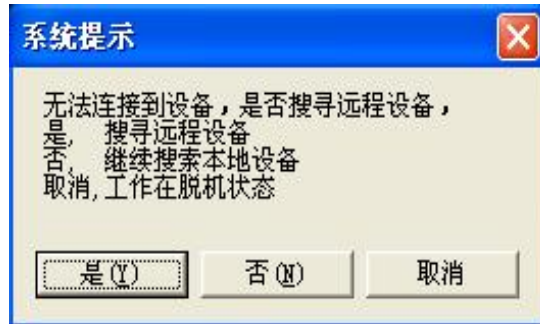 系统提示
无法连接到设备，是否搜寻远程设备，
是, 搜寻远程设备
否, 继续搜索本地设备
取消,工作在脱机状态
是(Y) 否(N) 取消